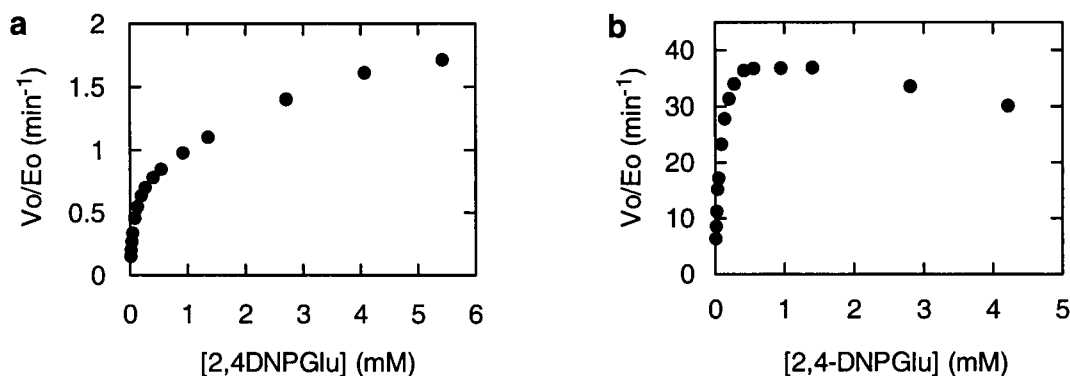 a
Vo/Eo (min⁻¹)
2
1.5
1
0.5
0
0 1 2 3 4 5 6
[2,4DNPGlu] (mM)
b
Vo/Eo (min⁻¹)
40
30
20
10
0
0 1 2 3 4 5
[2,4-DNPGlu] (mM)